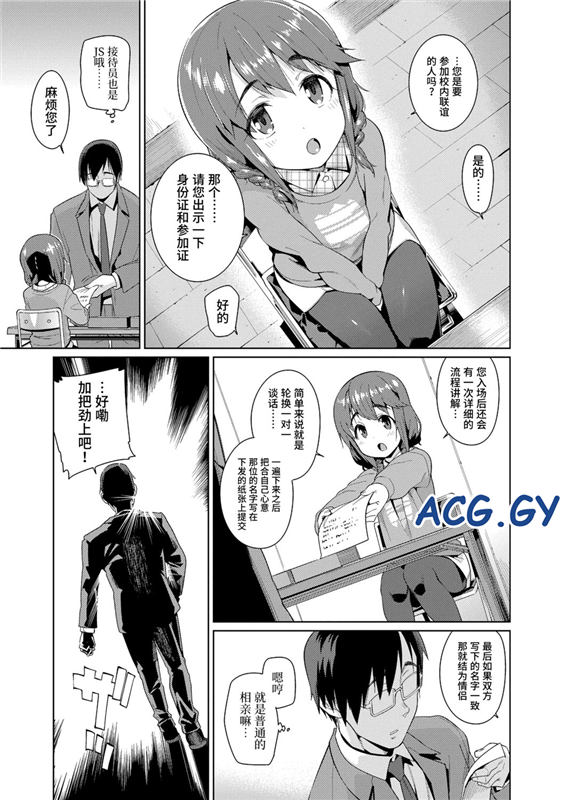 …您是要
参加校内联谊
的人吗？
是的……
那个！……
请您出示一下
身份证和参加证
好的
接待员也是
JS哦……
麻烦您了
您入场后还会
有一次详细的
流程讲解…
简单来说就是
轮换一对一
谈话…
一遍下来之后
把合自己心意
那位的名字写在
下发的纸张上提交
最后如果双方
写下的名字一致
那就结为情侣
嗯哼
就是普通的
相亲嘛…
…好嘞
加把劲上吧！
ザッ
ACG.GY